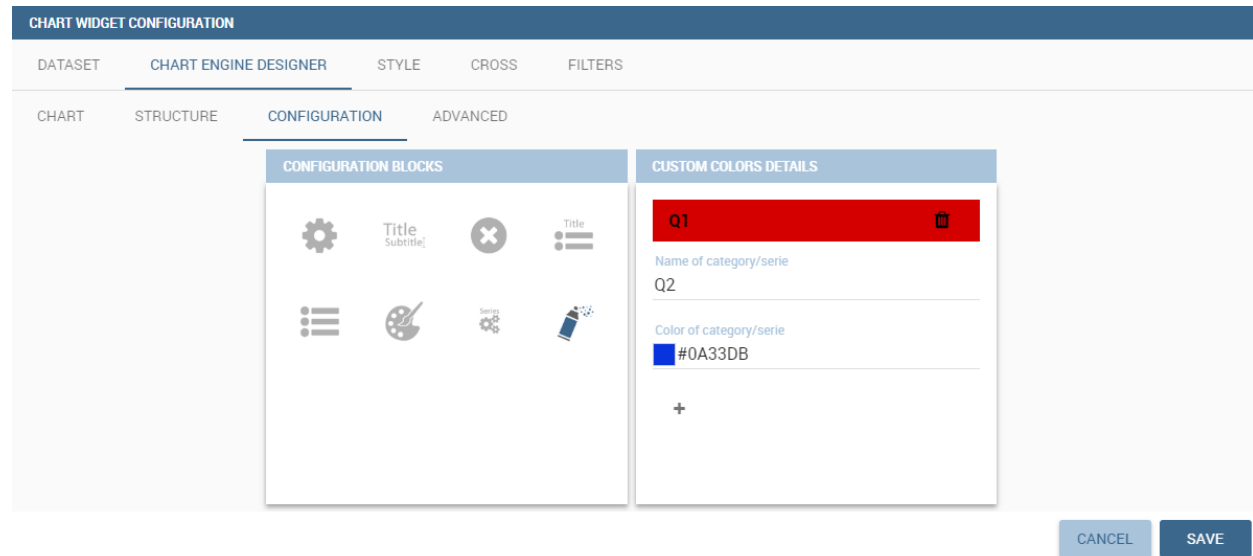 CHART WIDGET CONFIGURATION
DATASET CHART ENGINE DESIGNER STYLE CROSS FILTERS
CHART STRUCTURE CONFIGURATION ADVANCED
CONFIGURATION BLOCKS
Title
Subtitle
Title
Series
CUSTOM COLORS DETAILS
Q1
Name of category/serie
Q2
Color of category/serie
#0A33DB
+
CANCEL SAVE